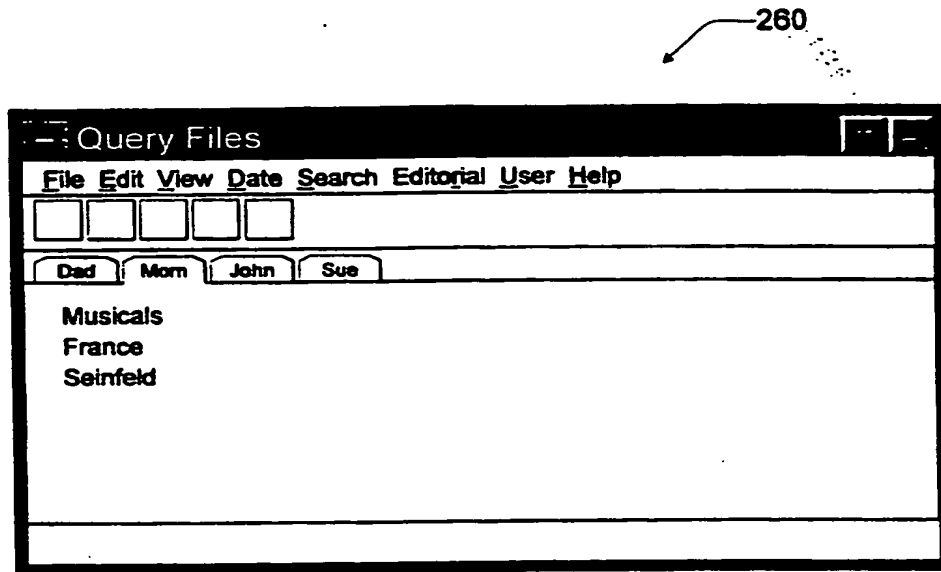 260
Query Files
File Edit View Date Search Editorial User Help
Dad Mom John Sue
Musicals
France
Seinfeld